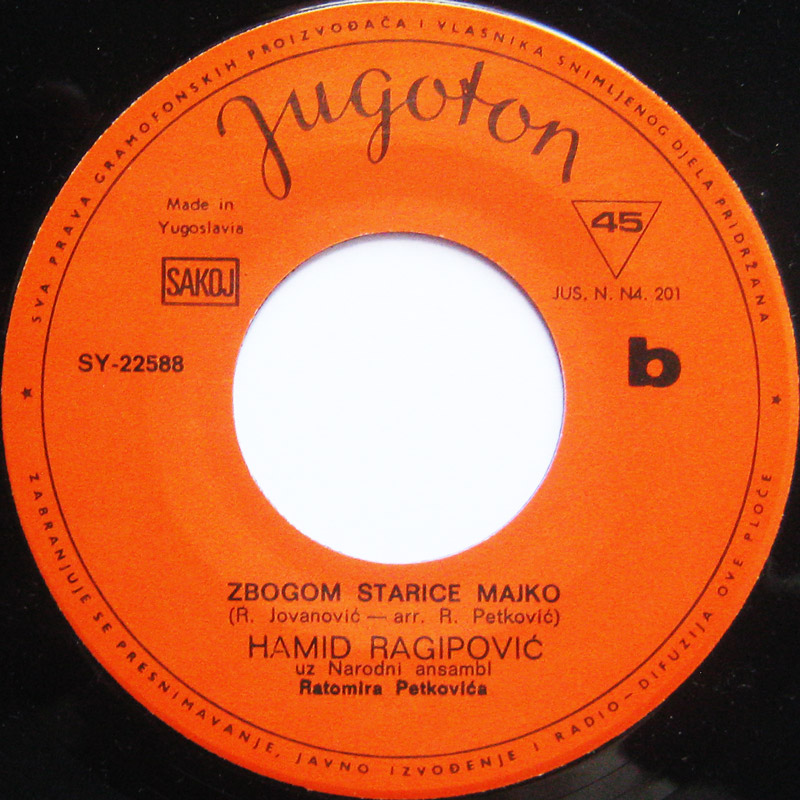 SVA PRAVA GRAMOFONSKIH PROIZVOĐAČA I VLASNIKA SNIMLJENOG DJELA PRIDRŽANA
Jugoton
Made in
Yugoslavia
45
SAKOJ
JUS. N. N4. 201
SY-22588
b
ZBOGOM STARICE MAJKO
(R. Jovanović — arr. R. Petković)
HAMID RAGIPOVIĆ
uz Narodni ansambl
Ratomira Petkovića
ZABRANJUJE SE PRESNIMAVANJE, JAVNO IZVOĐENJE I RADIO-DIFUZIJA OVE PLOČE